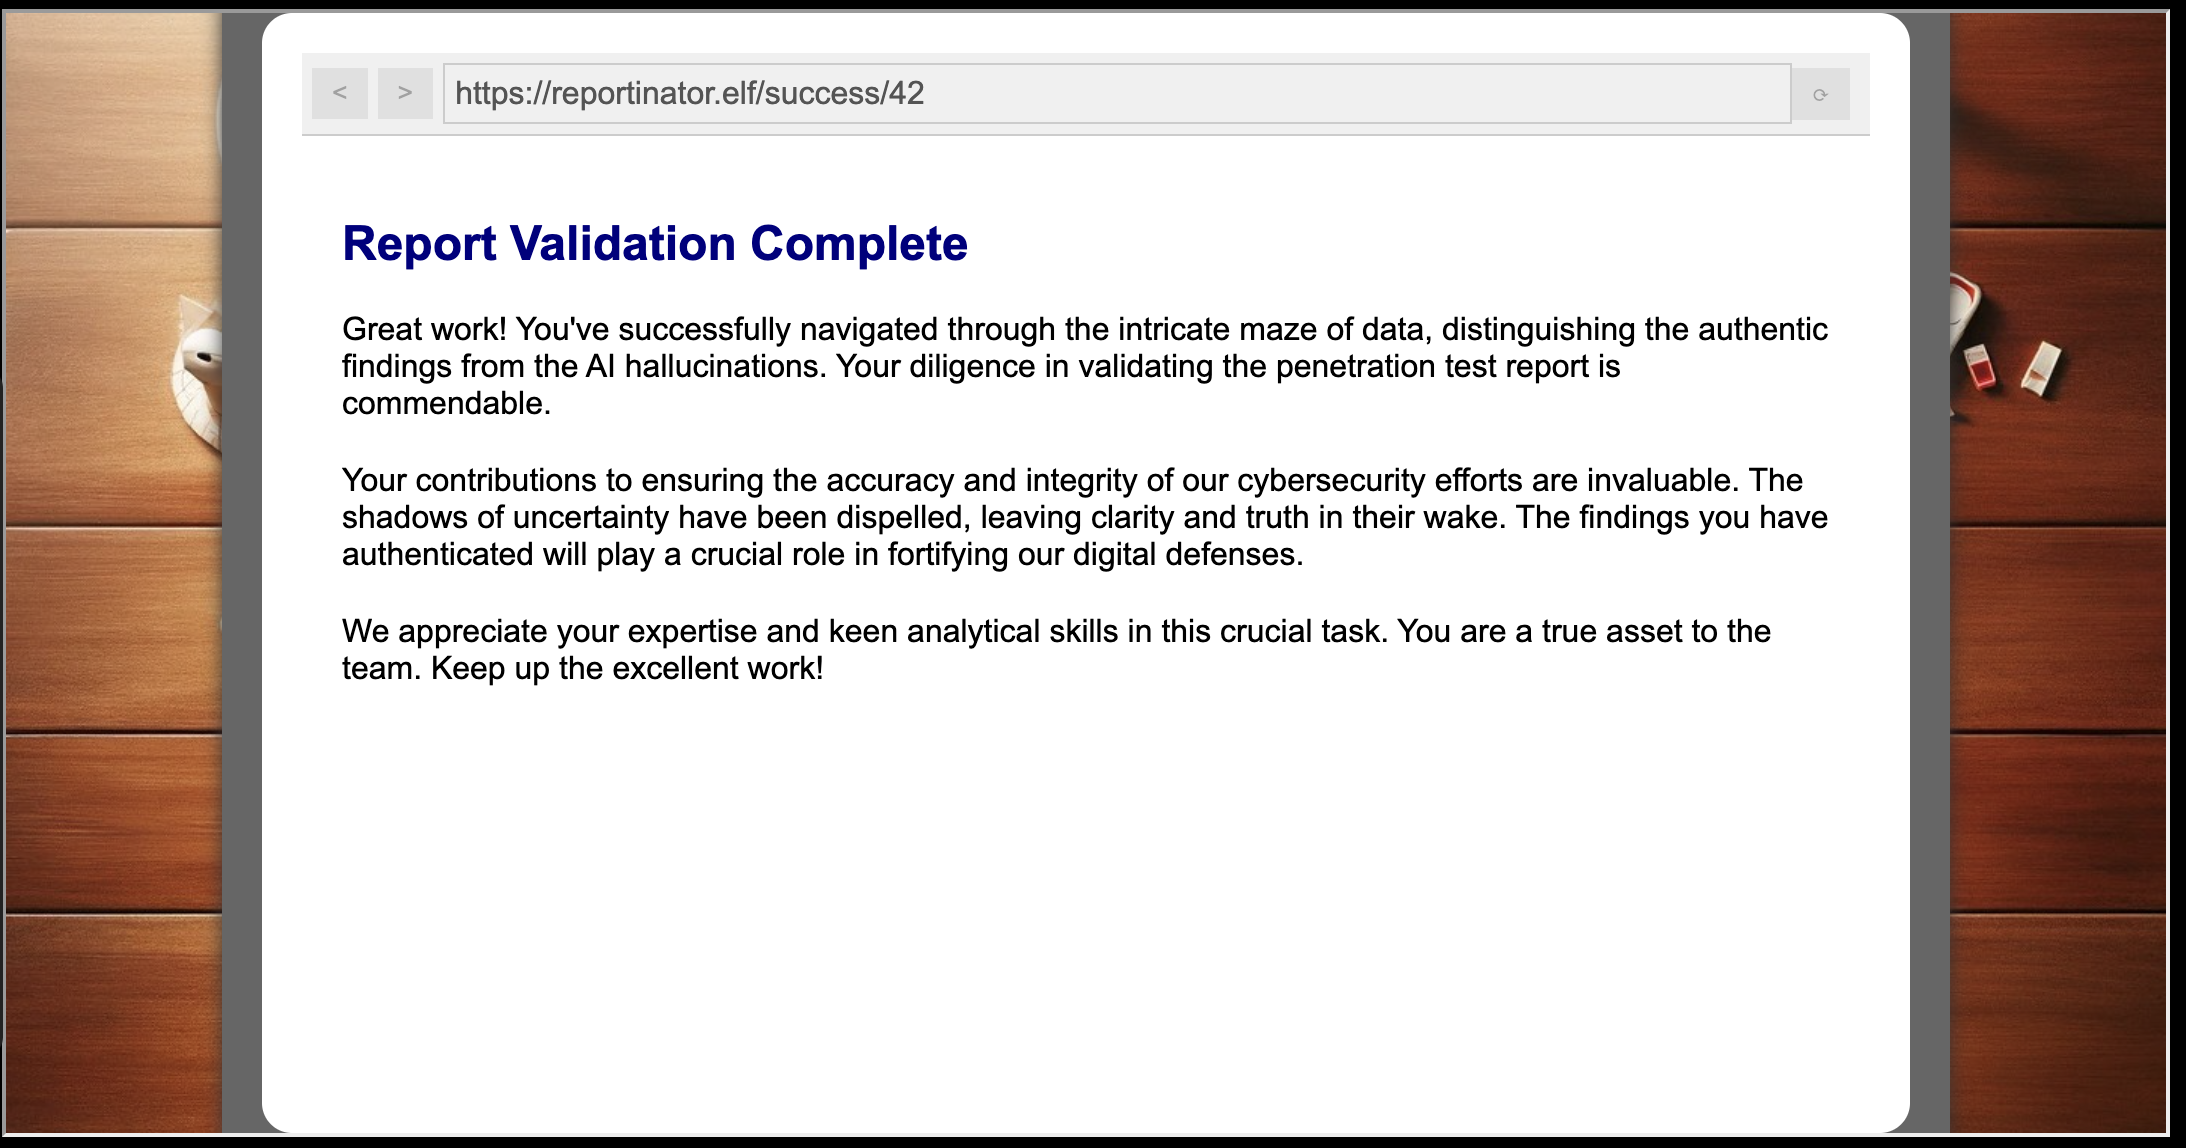 < > https://reportinator.elf/success/42 ⟳
Report Validation Complete
Great work! You've successfully navigated through the intricate maze of data, distinguishing the authentic
findings from the AI hallucinations. Your diligence in validating the penetration test report is
commendable.
Your contributions to ensuring the accuracy and integrity of our cybersecurity efforts are invaluable. The
shadows of uncertainty have been dispelled, leaving clarity and truth in their wake. The findings you have
authenticated will play a crucial role in fortifying our digital defenses.
We appreciate your expertise and keen analytical skills in this crucial task. You are a true asset to the
team. Keep up the excellent work!